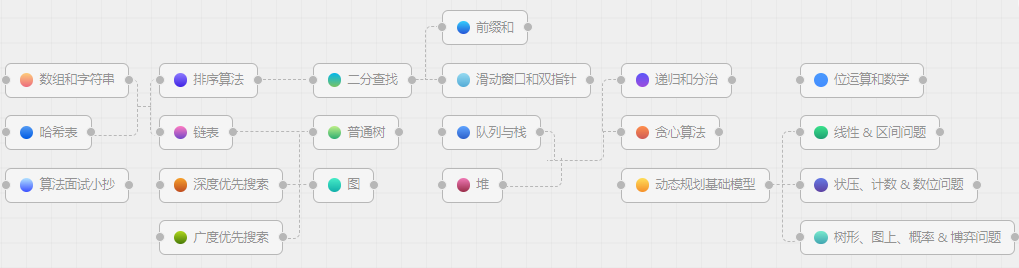 前缀和
数组和字符串
排序算法
二分查找
滑动窗口和双指针
递归和分治
位运算和数学
哈希表
链表
普通树
队列与栈
贪心算法
线性 & 区间问题
算法面试小抄
深度优先搜索
图
堆
动态规划基础模型
状压、计数 & 数位问题
广度优先搜索
树形、图上、概率 & 博弈问题